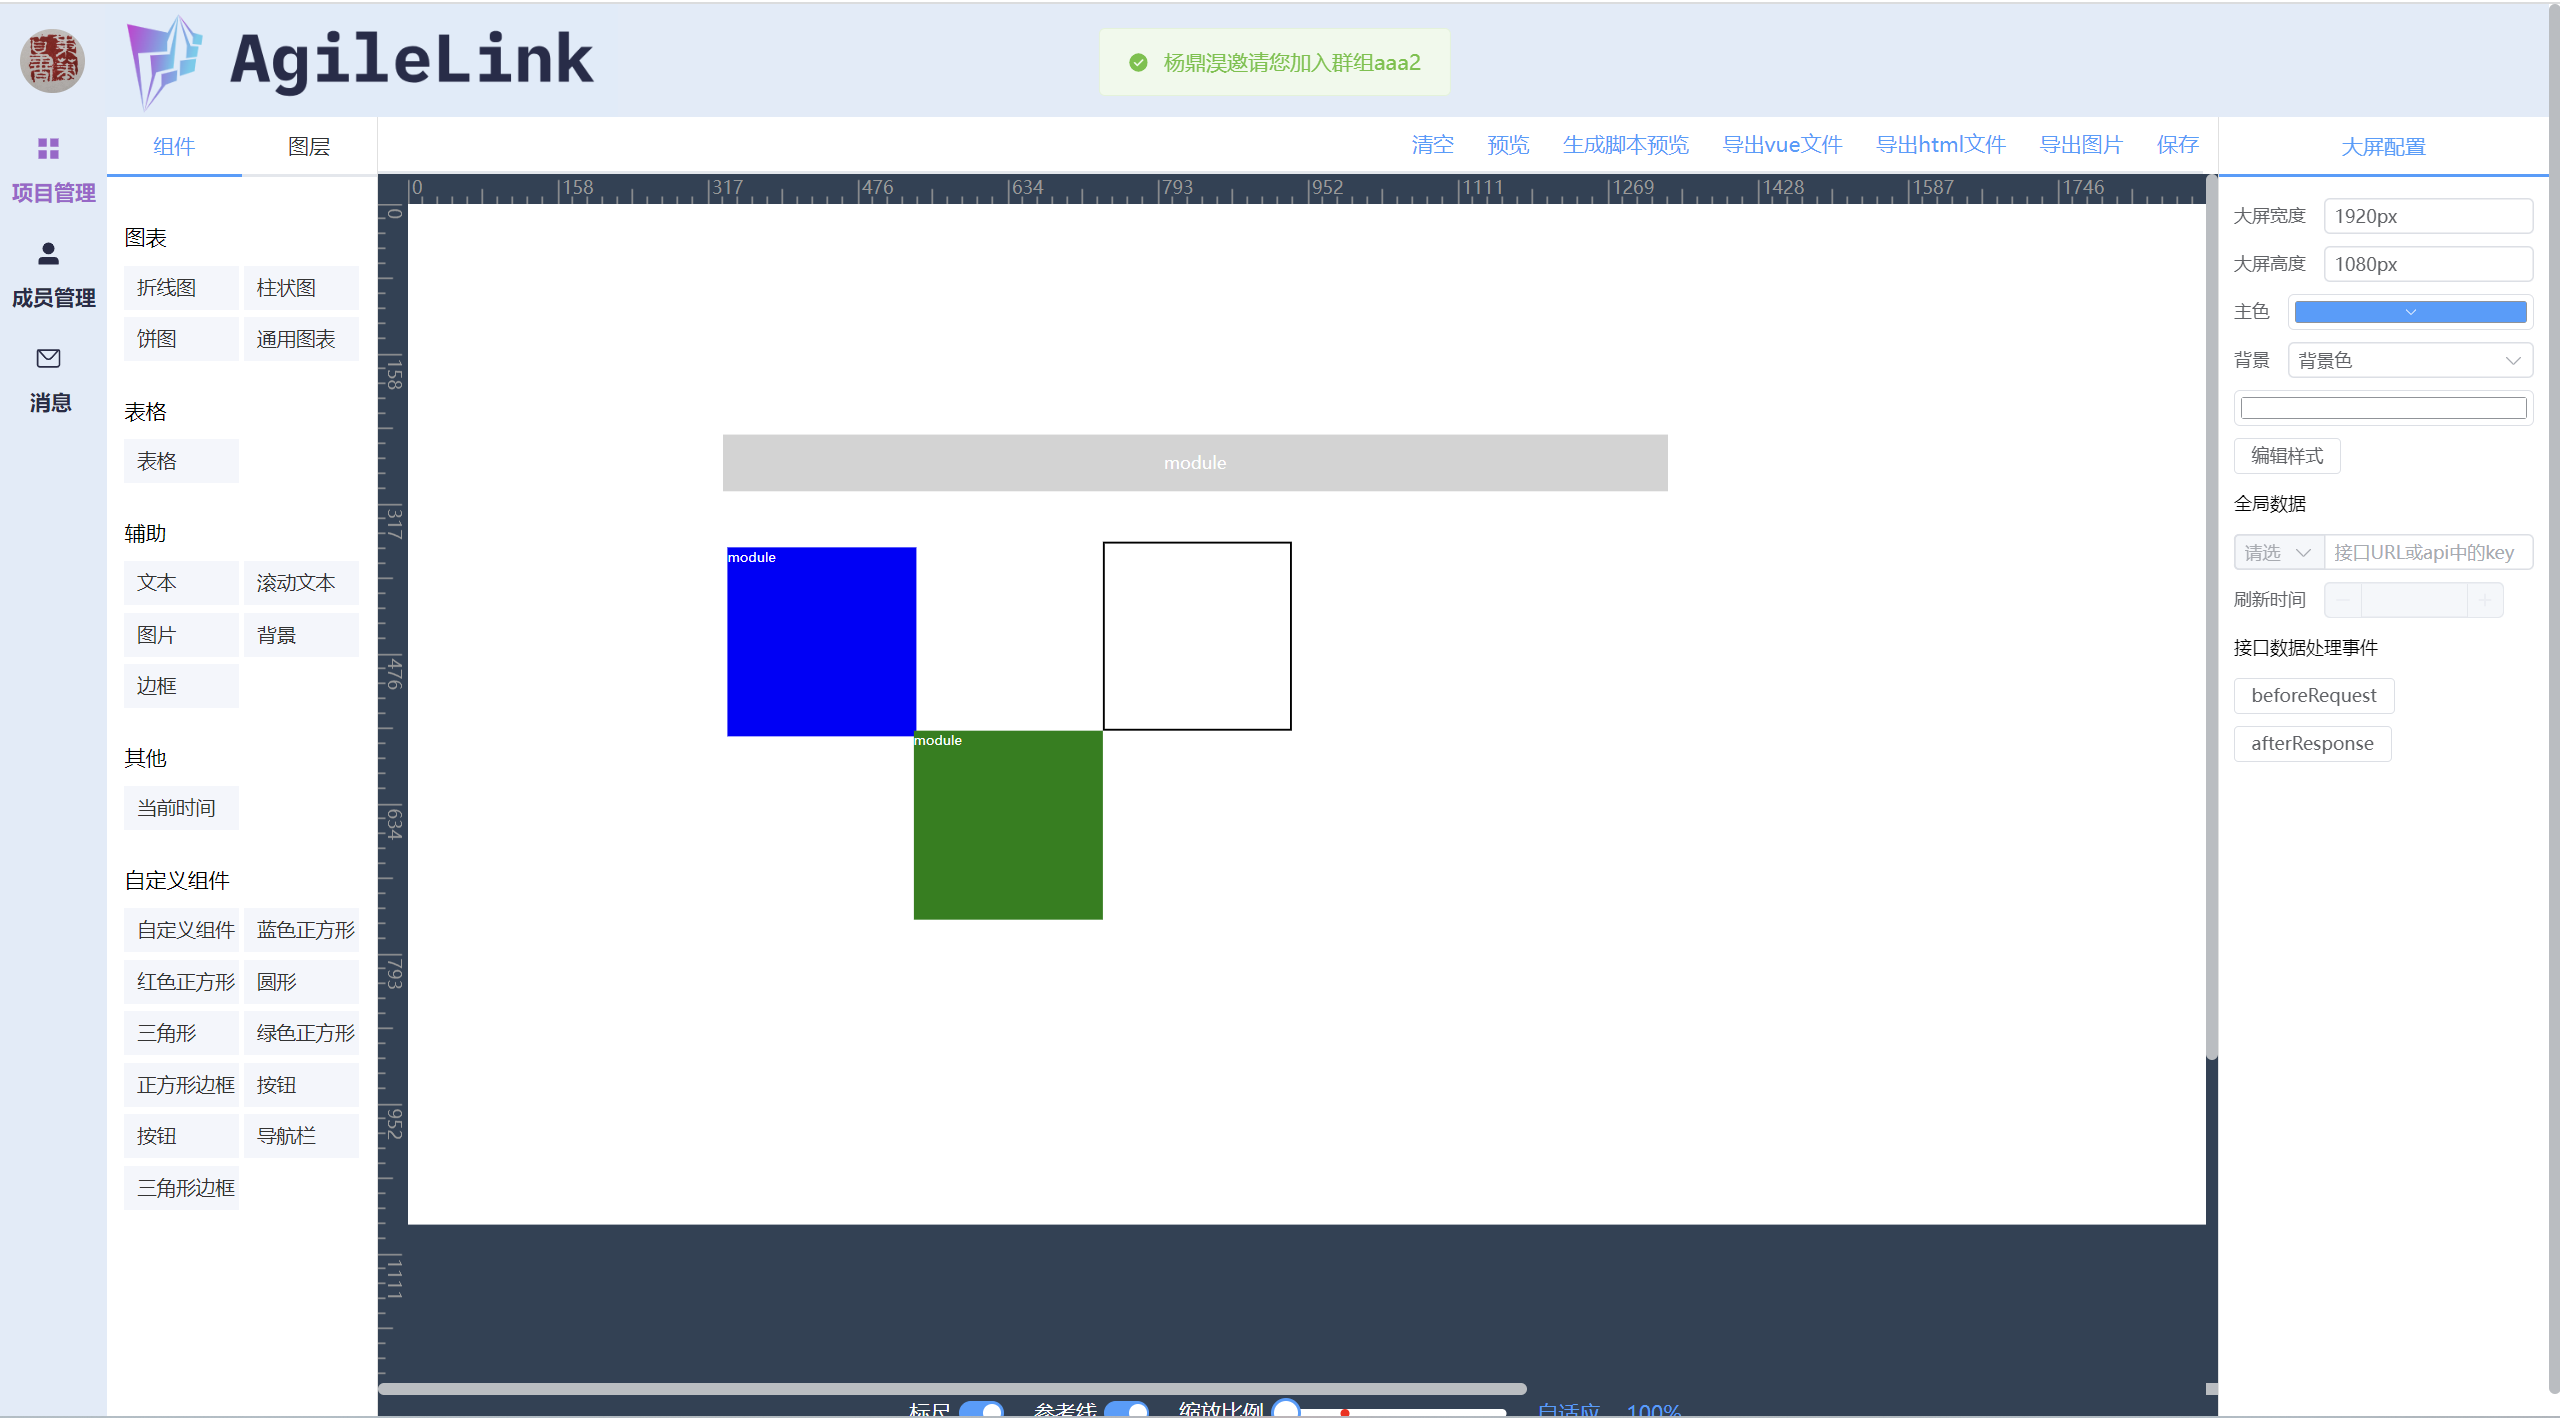 AgileLink
杨鼎淏邀请您加入群组aaa2
项目管理
成员管理
消息
组件
图层
清空
预览
生成脚本预览
导出vue文件
导出html文件
导出图片
保存
大屏配置
图表
折线图
柱状图
饼图
通用图表
表格
表格
辅助
文本
滚动文本
图片
背景
边框
其他
当前时间
自定义组件
自定义组件
蓝色正方形
红色正方形
圆形
三角形
绿色正方形
正方形边框
按钮
按钮
导航栏
三角形边框
0 158 317 476 634 793 952 1111 1269 1428 1587 1746
0
158
317
476
634
793
952
1111
module
module
module
标尺
参考线
缩放比例
自适应
100%
大屏宽度 1920px
大屏高度 1080px
主色
背景 背景色
编辑样式
全局数据
请选 接口URL或api中的key
刷新时间
接口数据处理事件
beforeRequest
afterResponse